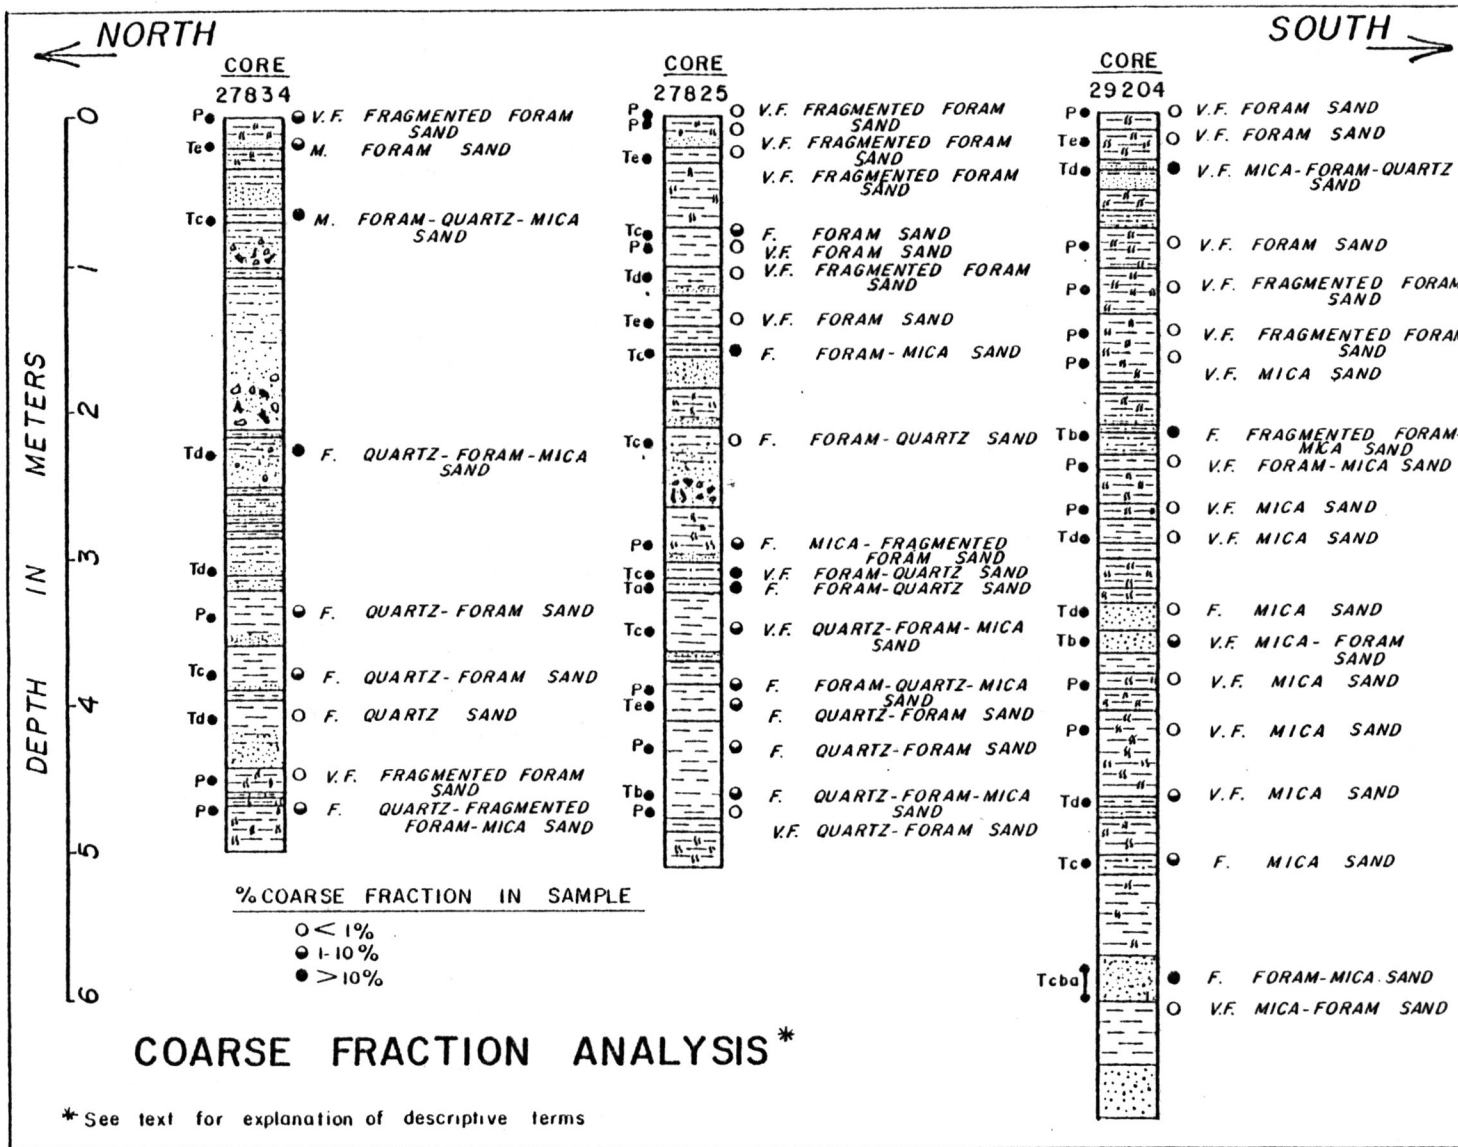 NORTH
SOUTH
CORE
27834
CORE
27825
CORE
29204
DEPTH IN METERS
0
1
2
3
4
5
6
P V.F. FRAGMENTED FORAM
SAND
Te M. FORAM SAND
Tc M. FORAM-QUARTZ-MICA
SAND
Td F. QUARTZ-FORAM-MICA
SAND
Td
P F. QUARTZ-FORAM SAND
Tc F. QUARTZ-FORAM SAND
Td F. QUARTZ SAND
P V.F. FRAGMENTED FORAM
SAND
P F. QUARTZ-FRAGMENTED
FORAM-MICA SAND
P V.F. FRAGMENTED FORAM
SAND
P V.F. FRAGMENTED FORAM
SAND
Te V.F. FRAGMENTED FORAM
SAND
Tc F. FORAM SAND
P V.F. FORAM SAND
Td V.F. FRAGMENTED FORAM
SAND
Te V.F. FORAM SAND
Tc F. FORAM-MICA SAND
Tc F. FORAM-QUARTZ SAND
P F. MICA-FRAGMENTED
FORAM SAND
Tc V.F. FORAM-QUARTZ SAND
Ta F. FORAM-QUARTZ SAND
Tc V.F. QUARTZ-FORAM-MICA
SAND
P F. FORAM-QUARTZ-MICA
SAND
Te F. QUARTZ-FORAM SAND
P F. QUARTZ-FORAM SAND
Tb F. QUARTZ-FORAM-MICA
SAND
P V.F. QUARTZ-FORAM SAND
P V.F. FORAM SAND
Te V.F. FORAM SAND
Td V.F. MICA-FORAM-QUARTZ
SAND
P V.F. FORAM SAND
P V.F. FRAGMENTED FORAM
SAND
P V.F. FRAGMENTED FORAM
SAND
P V.F. MICA SAND
Tb F. FRAGMENTED FORAM-
MICA SAND
P V.F. FORAM-MICA SAND
P V.F. MICA SAND
Td V.F. MICA SAND
Td F. MICA SAND
Tb V.F. MICA-FORAM
SAND
P V.F. MICA SAND
P V.F. MICA SAND
Td V.F. MICA SAND
Tc F. MICA SAND
Tcba F. FORAM-MICA SAND
V.F. MICA-FORAM SAND
% COARSE FRACTION IN SAMPLE
< 1%
1-10%
> 10%
COARSE FRACTION ANALYSIS*
* See text for explanation of descriptive terms